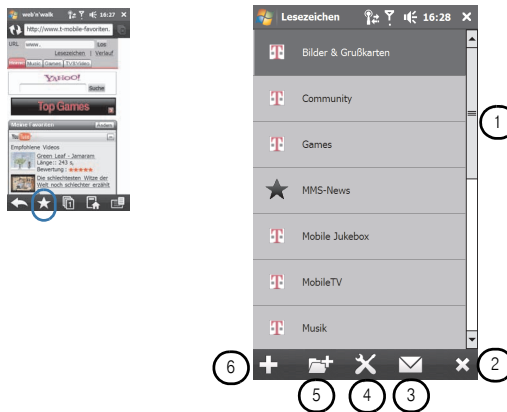 web'n'walk 16:27
http://www.t-mobile-favoriten.
URL www. Los
Lesezeichen | Verlauf
Home Music Games TV&Video
YAHOO!
Suche
Top Games
Meine Favoriten Ändern
You Tube
Empfohlene Videos
Green Leaf - Jamaram
Länge:: 243 s,
Bewertung :
Die schlechtesten Witze der
Welt noch schlechter erzählt
Lesezeichen 16:28
T Bilder & Grußkarten
T Community
T Games
MMS-News
T Mobile Jukebox
T MobileTV
T Musik
1
2
3
4
5
6